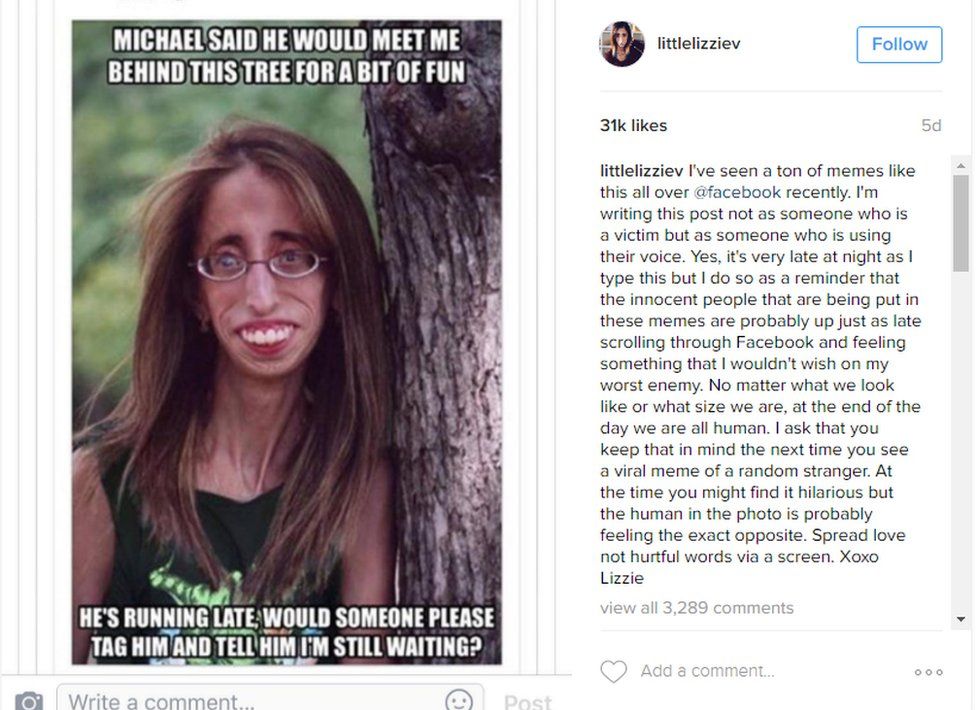 MICHAEL SAID HE WOULD MEET ME
BEHIND THIS TREE FOR A BIT OF FUN
HE'S RUNNING LATE, WOULD SOMEONE PLEASE
TAG HIM AND TELL HIM I'M STILL WAITING?
Write a comment...
Post
littlelizziev
Follow
31k likes
5d
littlelizziev I've seen a ton of memes like
this all over @facebook recently. I'm
writing this post not as someone who is
a victim but as someone who is using
their voice. Yes, it's very late at night as I
type this but I do so as a reminder that
the innocent people that are being put in
these memes are probably up just as late
scrolling through Facebook and feeling
something that I wouldn't wish on my
worst enemy. No matter what we look
like or what size we are, at the end of the
day we are all human. I ask that you
keep that in mind the next time you see
a viral meme of a random stranger. At
the time you might find it hilarious but
the human in the photo is probably
feeling the exact opposite. Spread love
not hurtful words via a screen. Xoxo
Lizzie
view all 3,289 comments
Add a comment...